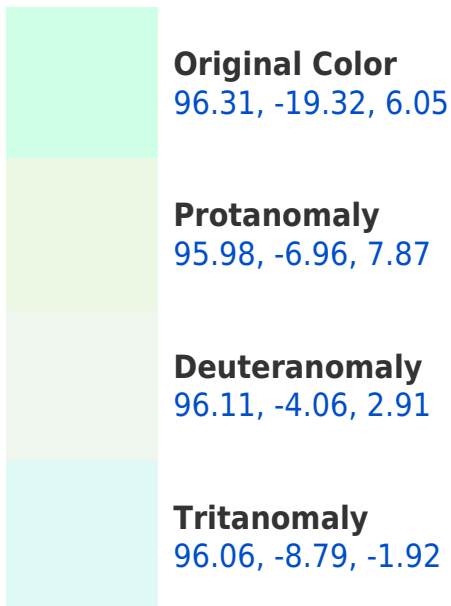 Original Color
96.31, -19.32, 6.05
Protanomaly
95.98, -6.96, 7.87
Deuteranomaly
96.11, -4.06, 2.91
Tritanomaly
96.06, -8.79, -1.92